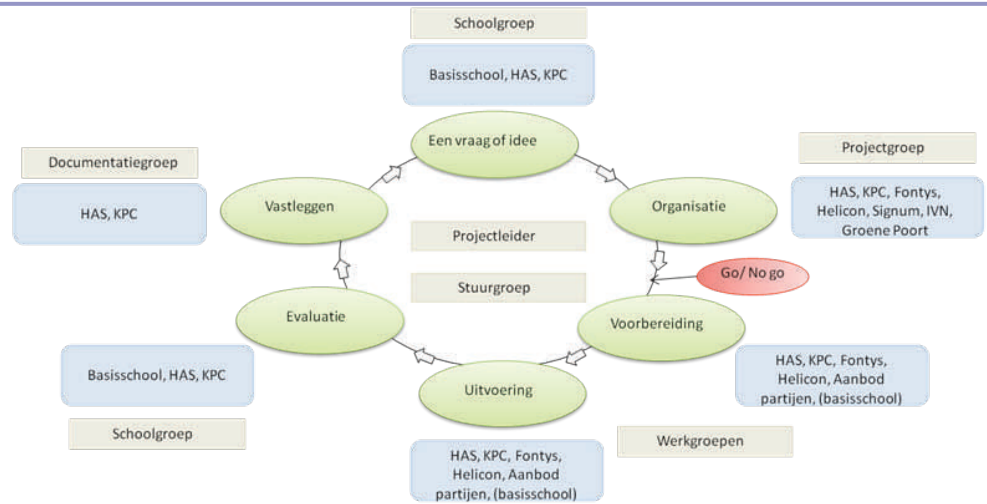 Schoolgroep
Basisschool, HAS, KPC
Een vraag of idee
Documentatiegroep
HAS, KPC
Vastleggen
Organisatie
Projectgroep
HAS, KPC, Fontys,
Helicon, Signum, IVN,
Groene Poort
Projectleider
Stuurgroep
Go/ No go
Evaluatie
Voorbereiding
Basisschool, HAS, KPC
Schoolgroep
Uitvoering
HAS, KPC, Fontys,
Helicon, Aanbod
partijen, (basisschool)
Werkgroepen
HAS, KPC, Fontys,
Helicon, Aanbod
partijen, (basisschool)